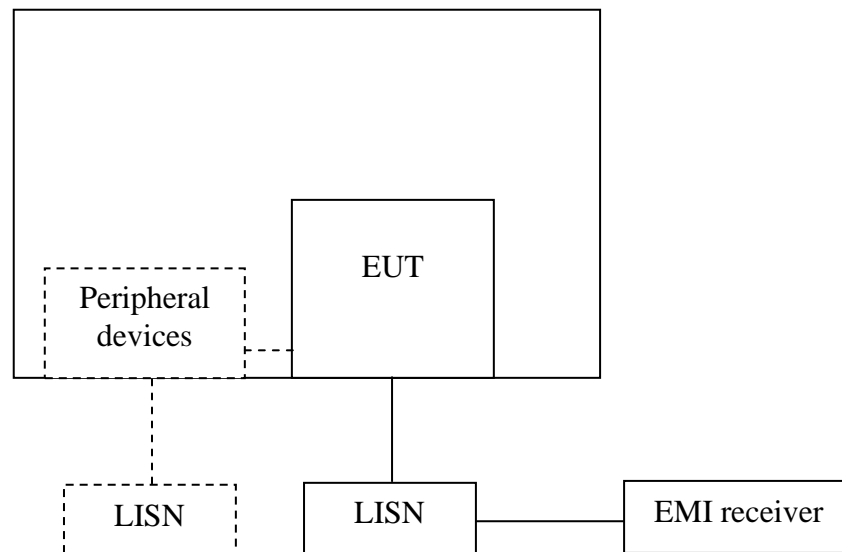 EUT
Peripheral
devices
LISN
LISN
EMI receiver